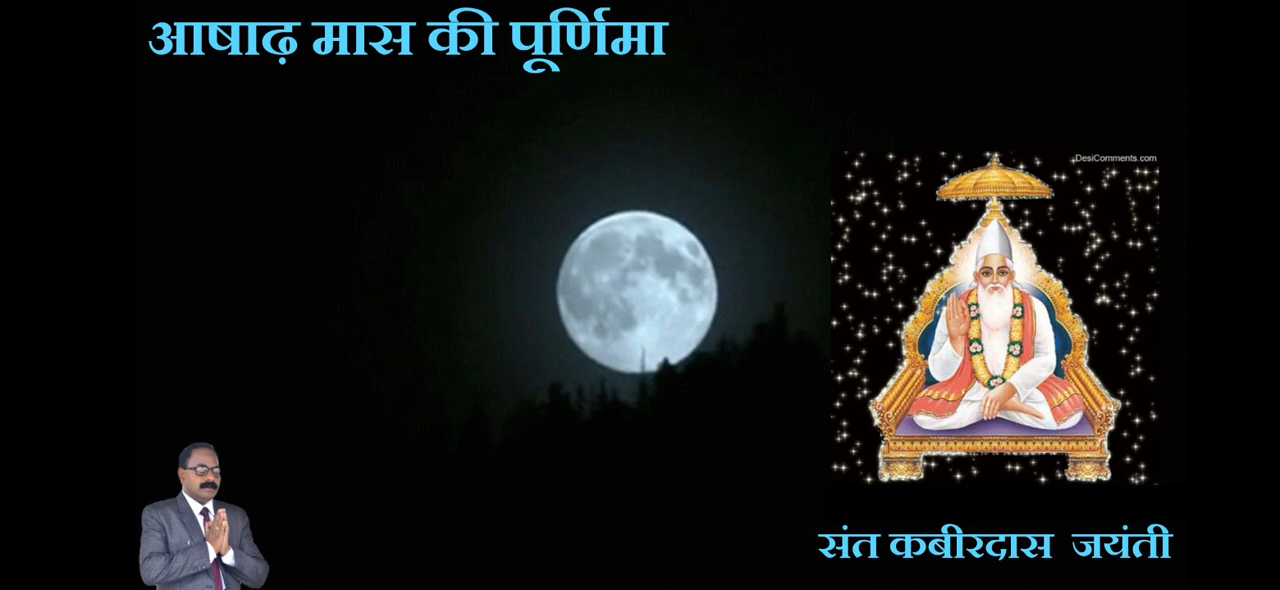 आषाढ़ मास की पूर्णिमा
DesiComments.com
संत कबीरदास जयंती